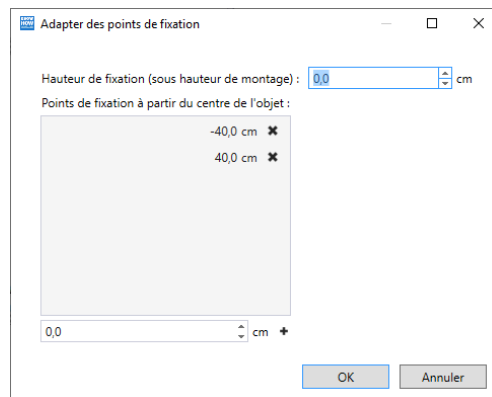 Adapter des points de fixation
Hauteur de fixation (sous hauteur de montage) : 0,0 cm
Points de fixation à partir du centre de l'objet :
-40,0 cm ✖
40,0 cm ✖
0,0 cm +
OK Annuler